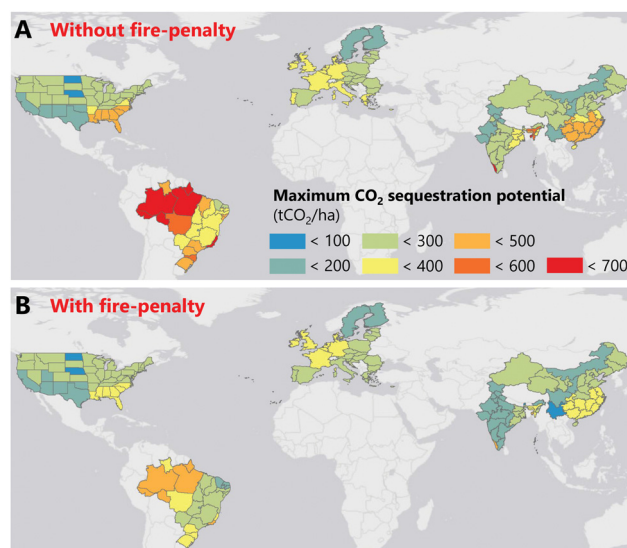 A Without fire-penalty
Maximum CO₂ sequestration potential
(tCO₂/ha)
< 100 < 300 < 500
< 200 < 400 < 600 < 700
B With fire-penalty